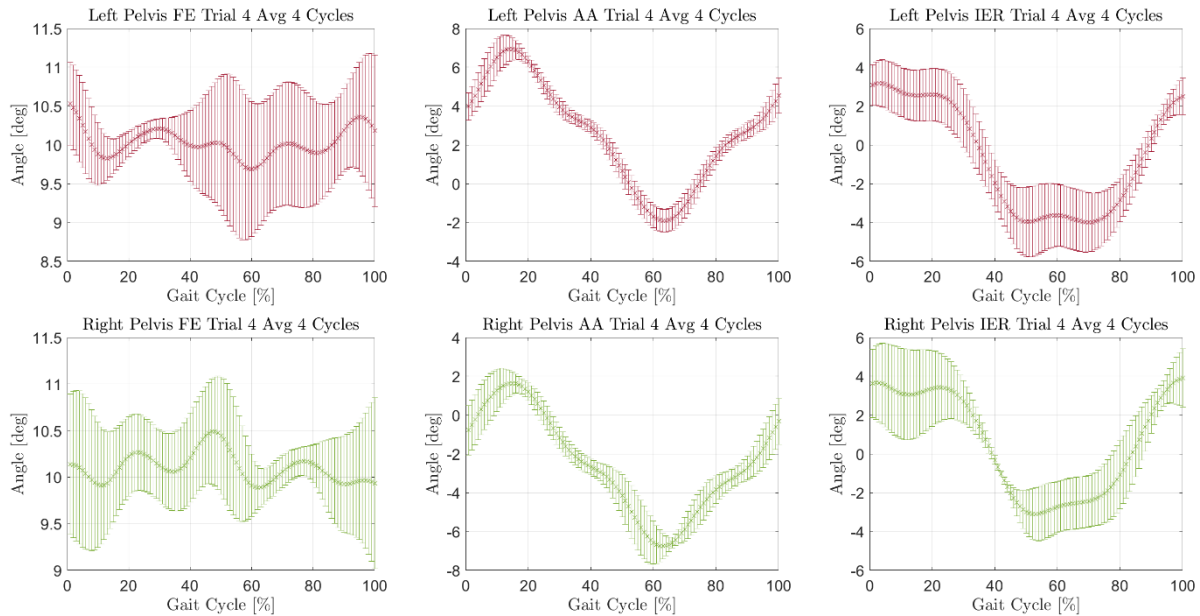 Left Pelvis FE Trial 4 Avg 4 Cycles
Angle [deg]
11.5
11
10.5
10
9.5
9
8.5
0 20 40 60 80 100
Gait Cycle [%]
Left Pelvis AA Trial 4 Avg 4 Cycles
Angle [deg]
8
6
4
2
0
-2
-4
0 20 40 60 80 100
Gait Cycle [%]
Left Pelvis IER Trial 4 Avg 4 Cycles
Angle [deg]
6
4
2
0
-2
-4
-6
0 20 40 60 80 100
Gait Cycle [%]
Right Pelvis FE Trial 4 Avg 4 Cycles
Angle [deg]
11.5
11
10.5
10
9.5
9
0 20 40 60 80 100
Gait Cycle [%]
Right Pelvis AA Trial 4 Avg 4 Cycles
Angle [deg]
4
2
0
-2
-4
-6
-8
0 20 40 60 80 100
Gait Cycle [%]
Right Pelvis IER Trial 4 Avg 4 Cycles
Angle [deg]
6
4
2
0
-2
-4
-6
0 20 40 60 80 100
Gait Cycle [%]